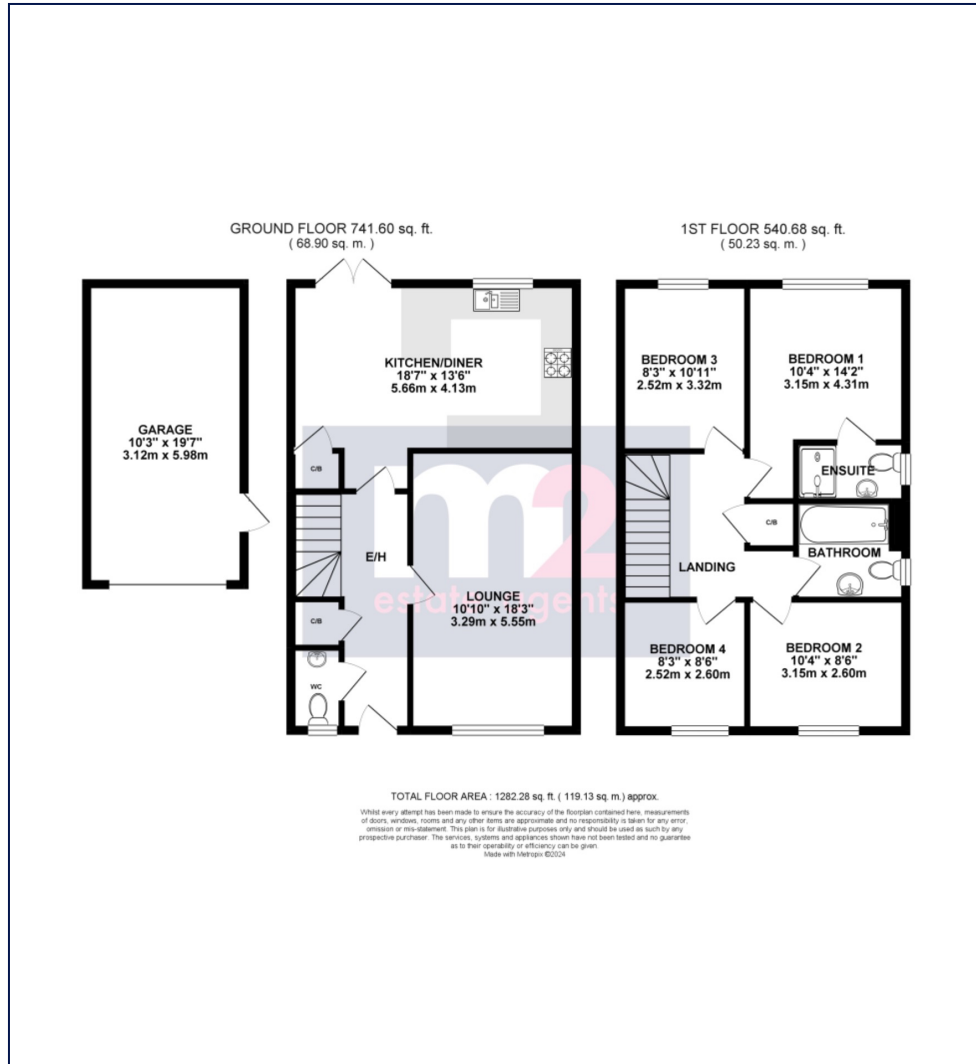 GROUND FLOOR 741.60 sq. ft.
( 68.90 sq. m. )
GARAGE
10'3" x 19'7"
3.12m x 5.98m
KITCHEN/DINER
18'7" x 13'6"
5.66m x 4.13m
C/B
E/H
LOUNGE
10'10" x 18'3"
3.29m x 5.55m
C/B
WC
1ST FLOOR 540.68 sq. ft.
( 50.23 sq. m. )
BEDROOM 3
8'3" x 10'11"
2.52m x 3.32m
BEDROOM 1
10'4" x 14'2"
3.15m x 4.31m
ENSUITE
C/B
BATHROOM
LANDING
BEDROOM 4
8'3" x 8'6"
2.52m x 2.60m
BEDROOM 2
10'4" x 8'6"
3.15m x 2.60m
m2
estate agents
TOTAL FLOOR AREA : 1282.28 sq. ft. ( 119.13 sq. m.) approx.
Whilst every attempt has been made to ensure the accuracy of the floorplan contained here, measurements
of doors, windows, rooms and any other items are approximate and no responsibility is taken for any error,
omission or mis-statement. This plan is for illustrative purposes only and should be used as such by any
prospective purchaser. The services, systems and appliances shown have not been tested and no guarantee
as to their operability or efficiency can be given.
Made with Metropix ©2024